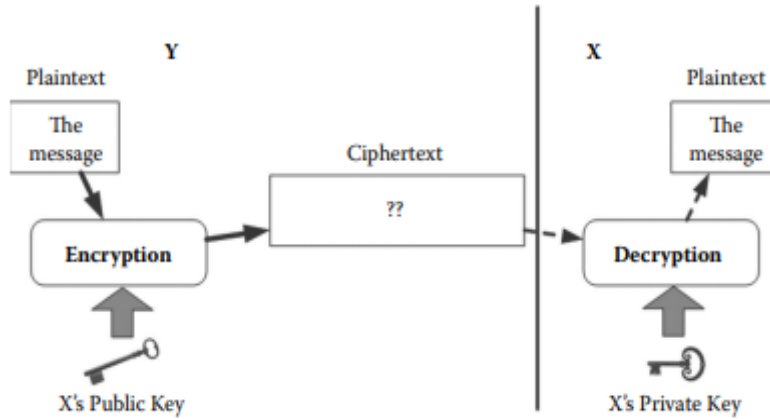 Y
Plaintext
The
message
Encryption
X's Public Key
Ciphertext
??
X
Plaintext
The
message
Decryption
X's Private Key